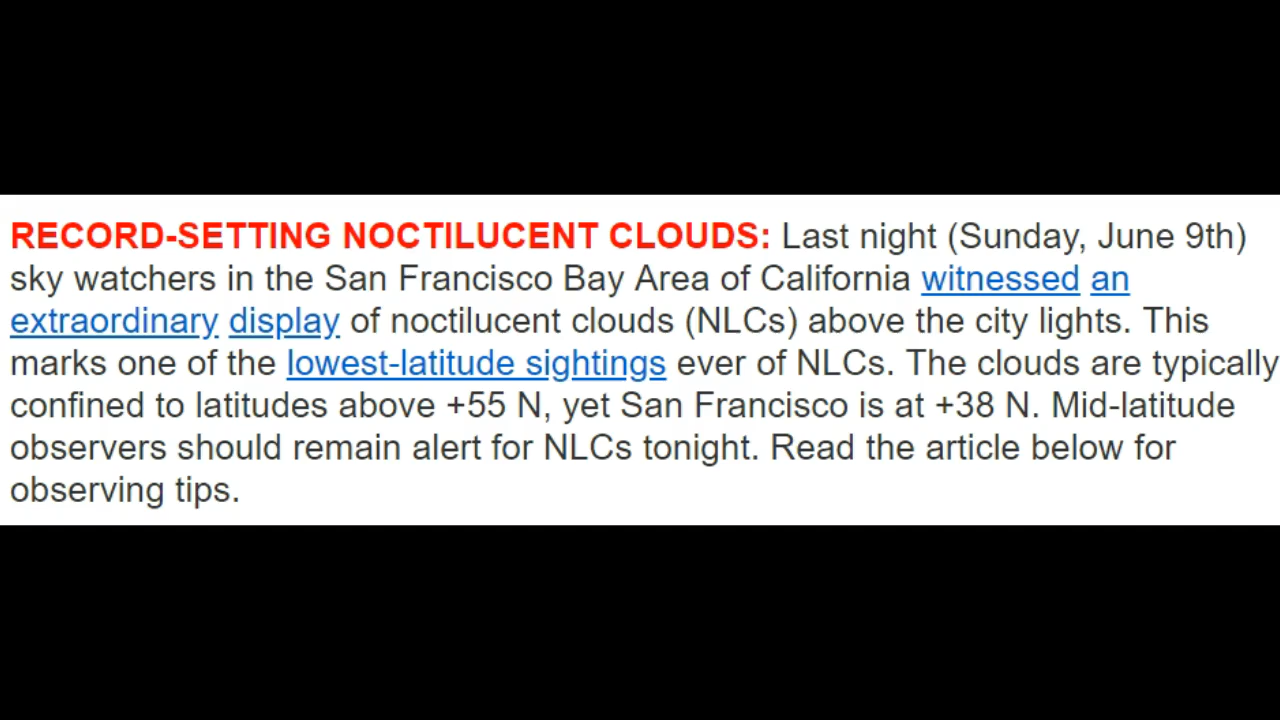 RECORD-SETTING NOCTILUCENT CLOUDS: Last night (Sunday, June 9th)
sky watchers in the San Francisco Bay Area of California witnessed an
extraordinary display of noctilucent clouds (NLCs) above the city lights. This
marks one of the lowest-latitude sightings ever of NLCs. The clouds are typically
confined to latitudes above +55 N, yet San Francisco is at +38 N. Mid-latitude
observers should remain alert for NLCs tonight. Read the article below for
observing tips.